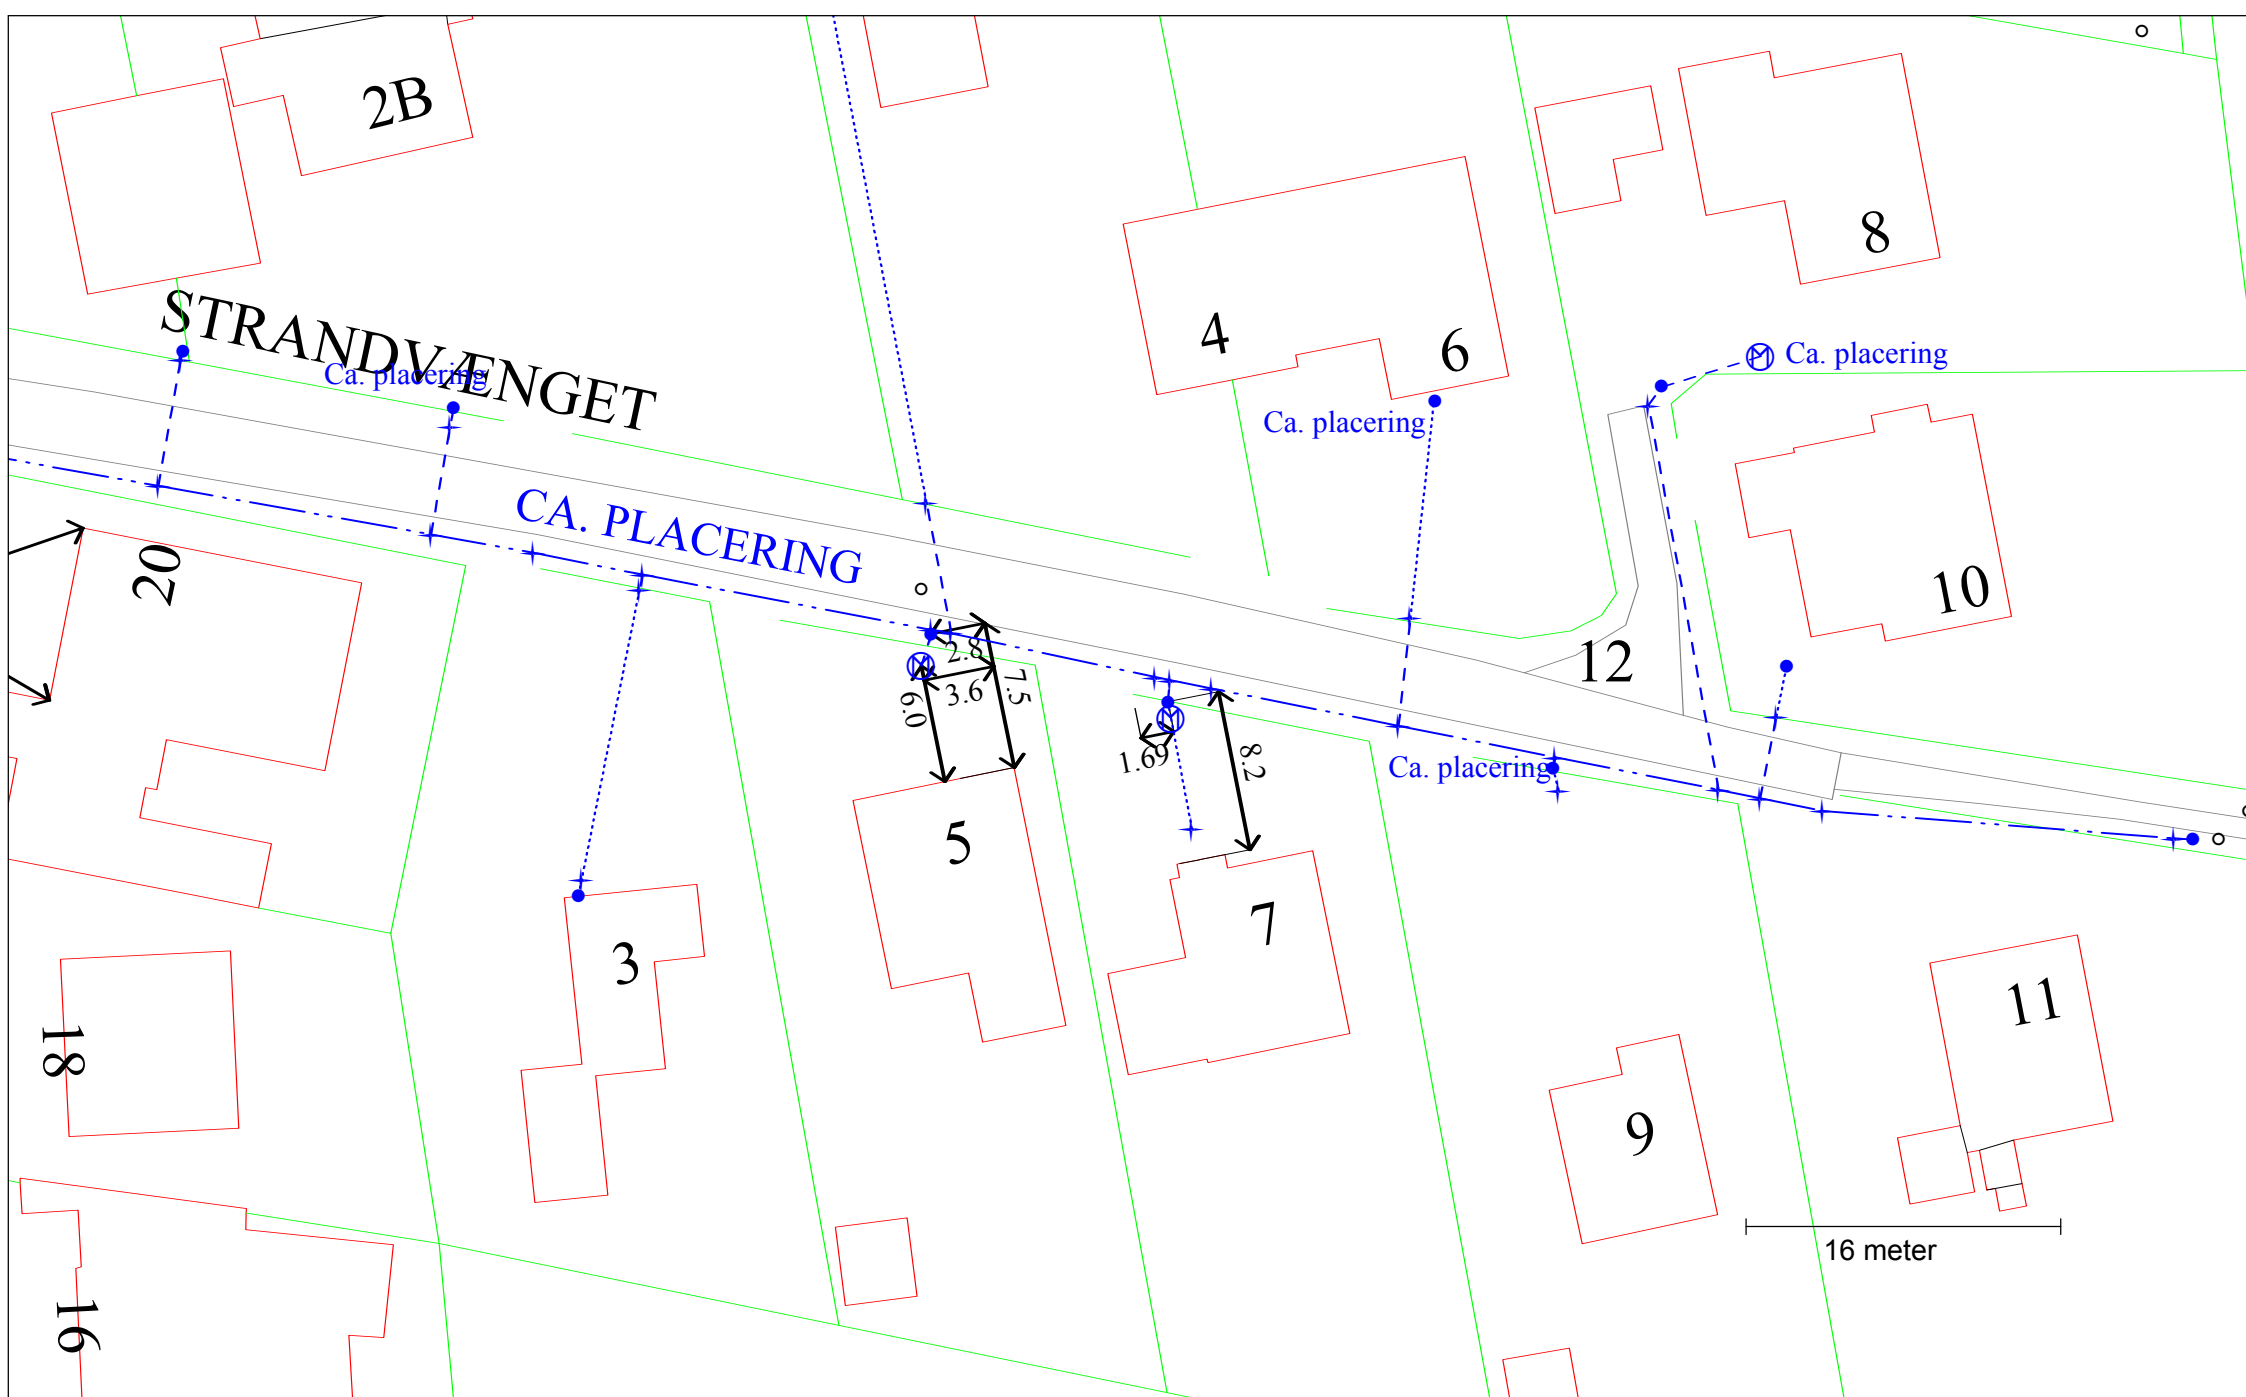 2B
8
STRANDVÆNGET
4
6
Ca. placering
Ca. placering
Ca. placering
CA. PLACERING
20
10
12
2.8
3.6
7.5
6.0
1.69
8.2
Ca. placering
5
7
3
11
18
9
16 meter
16